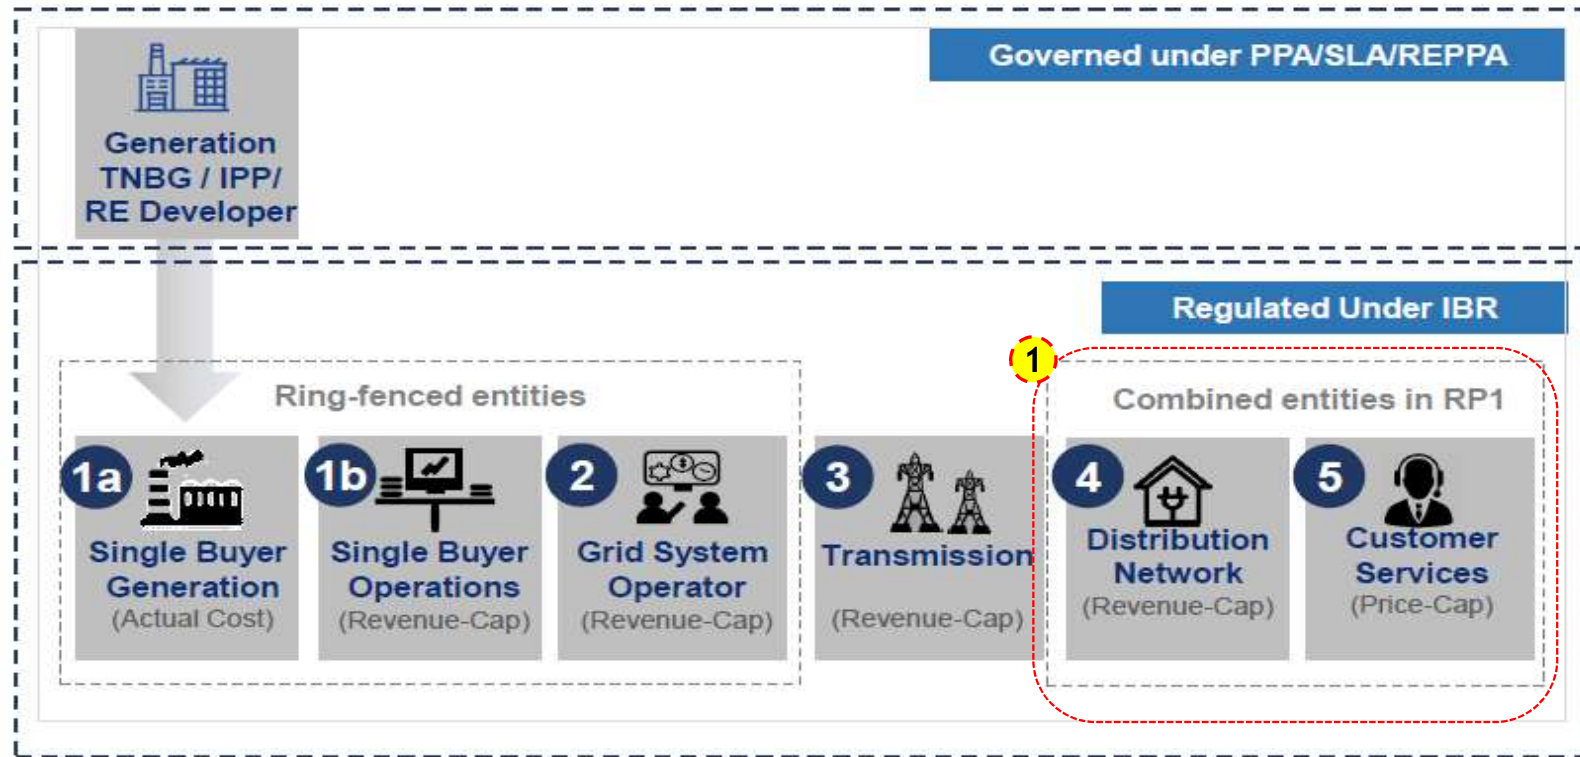 Governed under PPA/SLA/REPPA
Generation
TNBG / IPP/
RE Developer
Regulated Under IBR
1
Ring-fenced entities
Combined entities in RP1
1a
Single Buyer
Generation
(Actual Cost)
1b
Single Buyer
Operations
(Revenue-Cap)
2
Grid System
Operator
(Revenue-Cap)
3
Transmission
(Revenue-Cap)
4
Distribution
Network
(Revenue-Cap)
5
Customer
Services
(Price-Cap)